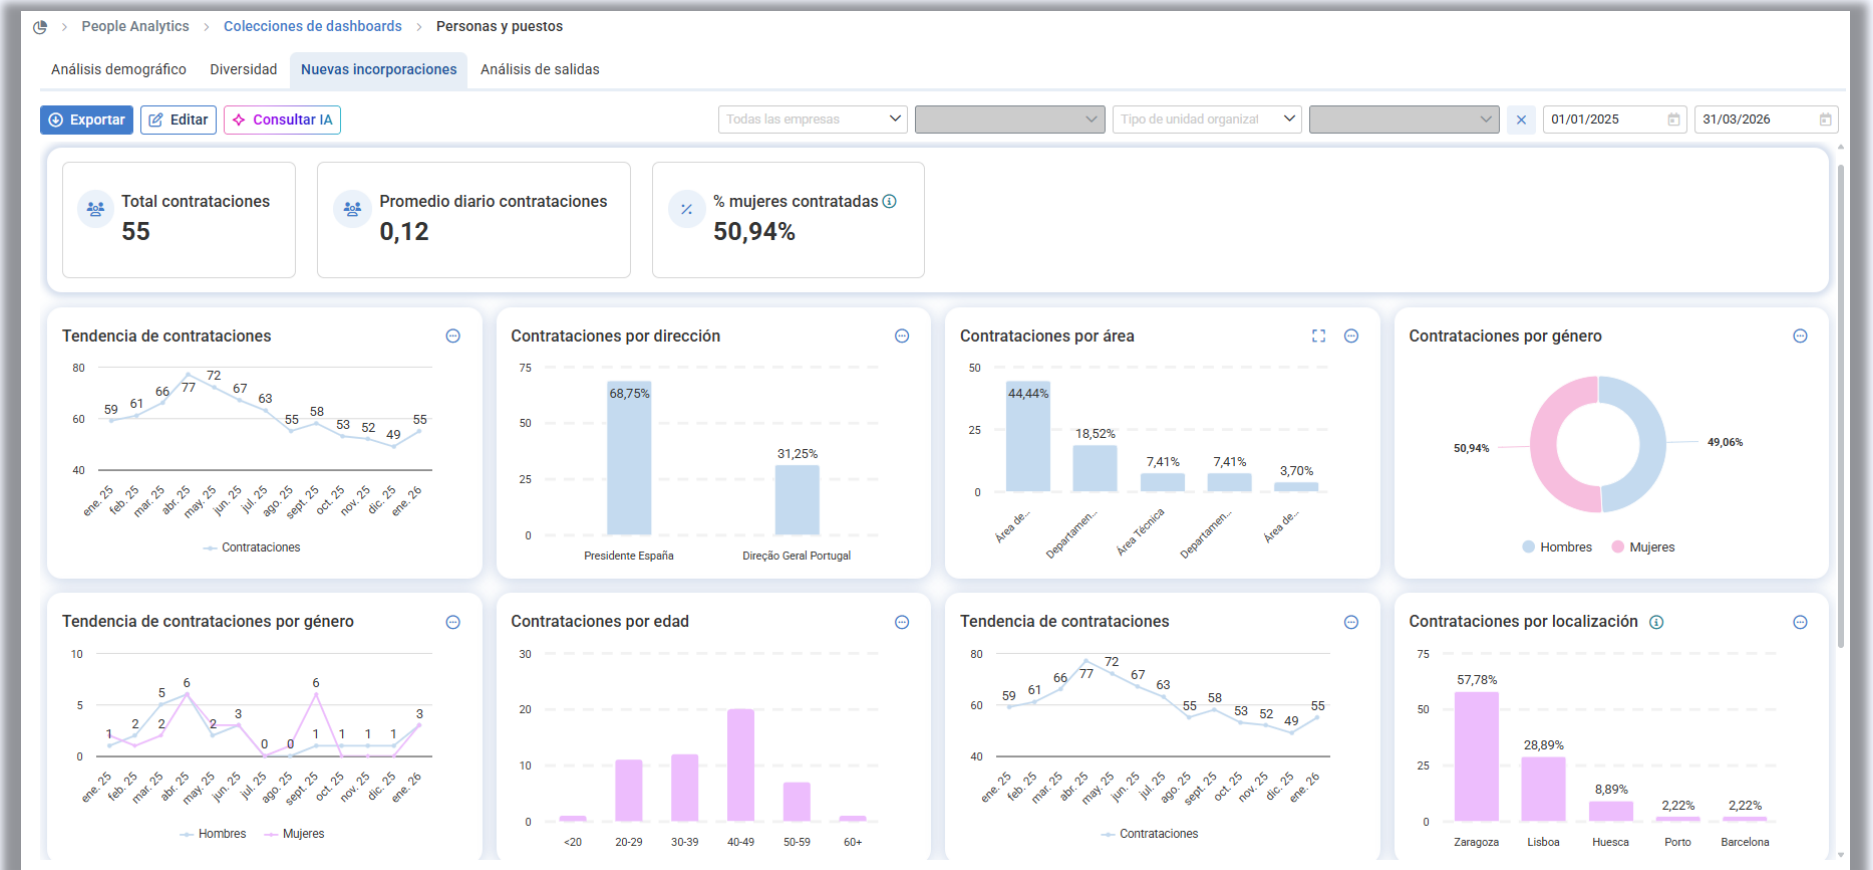 People Analytics > Colecciones de dashboards > Personas y puestos
Análisis demográfico Diversidad Nuevas incorporaciones Análisis de salidas
Exportar Editar Consultar IA Todas las empresas Tipo de unidad organizat 01/01/2025 31/03/2026
Total contrataciones
55
Promedio diario contrataciones
0,12
% mujeres contratadas
50,94%
Tendencia de contrataciones
80
60
40
59 61 66 77 72 67 63 55 58 53 52 49 55
ene. 25 feb. 25 mar. 25 abr. 25 may. 25 jun. 25 jul. 25 ago. 25 sept. 25 oct. 25 nov. 25 dic. 25 ene. 26
Contrataciones
Contrataciones por dirección
75
50
25
0
68,75%
31,25%
Presidente España Direção Geral Portugal
Contrataciones por área
50
25
0
44,44%
18,52%
7,41%
7,41%
3,70%
Área de... Departamen... Área Técnica Departamen... Área de...
Contrataciones por género
50,94%
49,06%
Hombres Mujeres
Tendencia de contrataciones por género
10
5
0
1 2 5 2 6 2 3 0 0 6 1 1 1 1 3
ene. 25 feb. 25 mar. 25 abr. 25 may. 25 jun. 25 jul. 25 ago. 25 sept. 25 oct. 25 nov. 25 dic. 25 ene. 26
Hombres Mujeres
Contrataciones por edad
30
20
10
0
<20 20-29 30-39 40-49 50-59 60+
Tendencia de contrataciones
80
60
40
59 61 66 77 72 67 63 55 58 53 52 49 55
ene. 25 feb. 25 mar. 25 abr. 25 may. 25 jun. 25 jul. 25 ago. 25 sept. 25 oct. 25 nov. 25 dic. 25 ene. 26
Contrataciones
Contrataciones por localización
75
50
25
0
57,78%
28,89%
8,89%
2,22%
2,22%
Zaragoza Lisboa Huesca Porto Barcelona